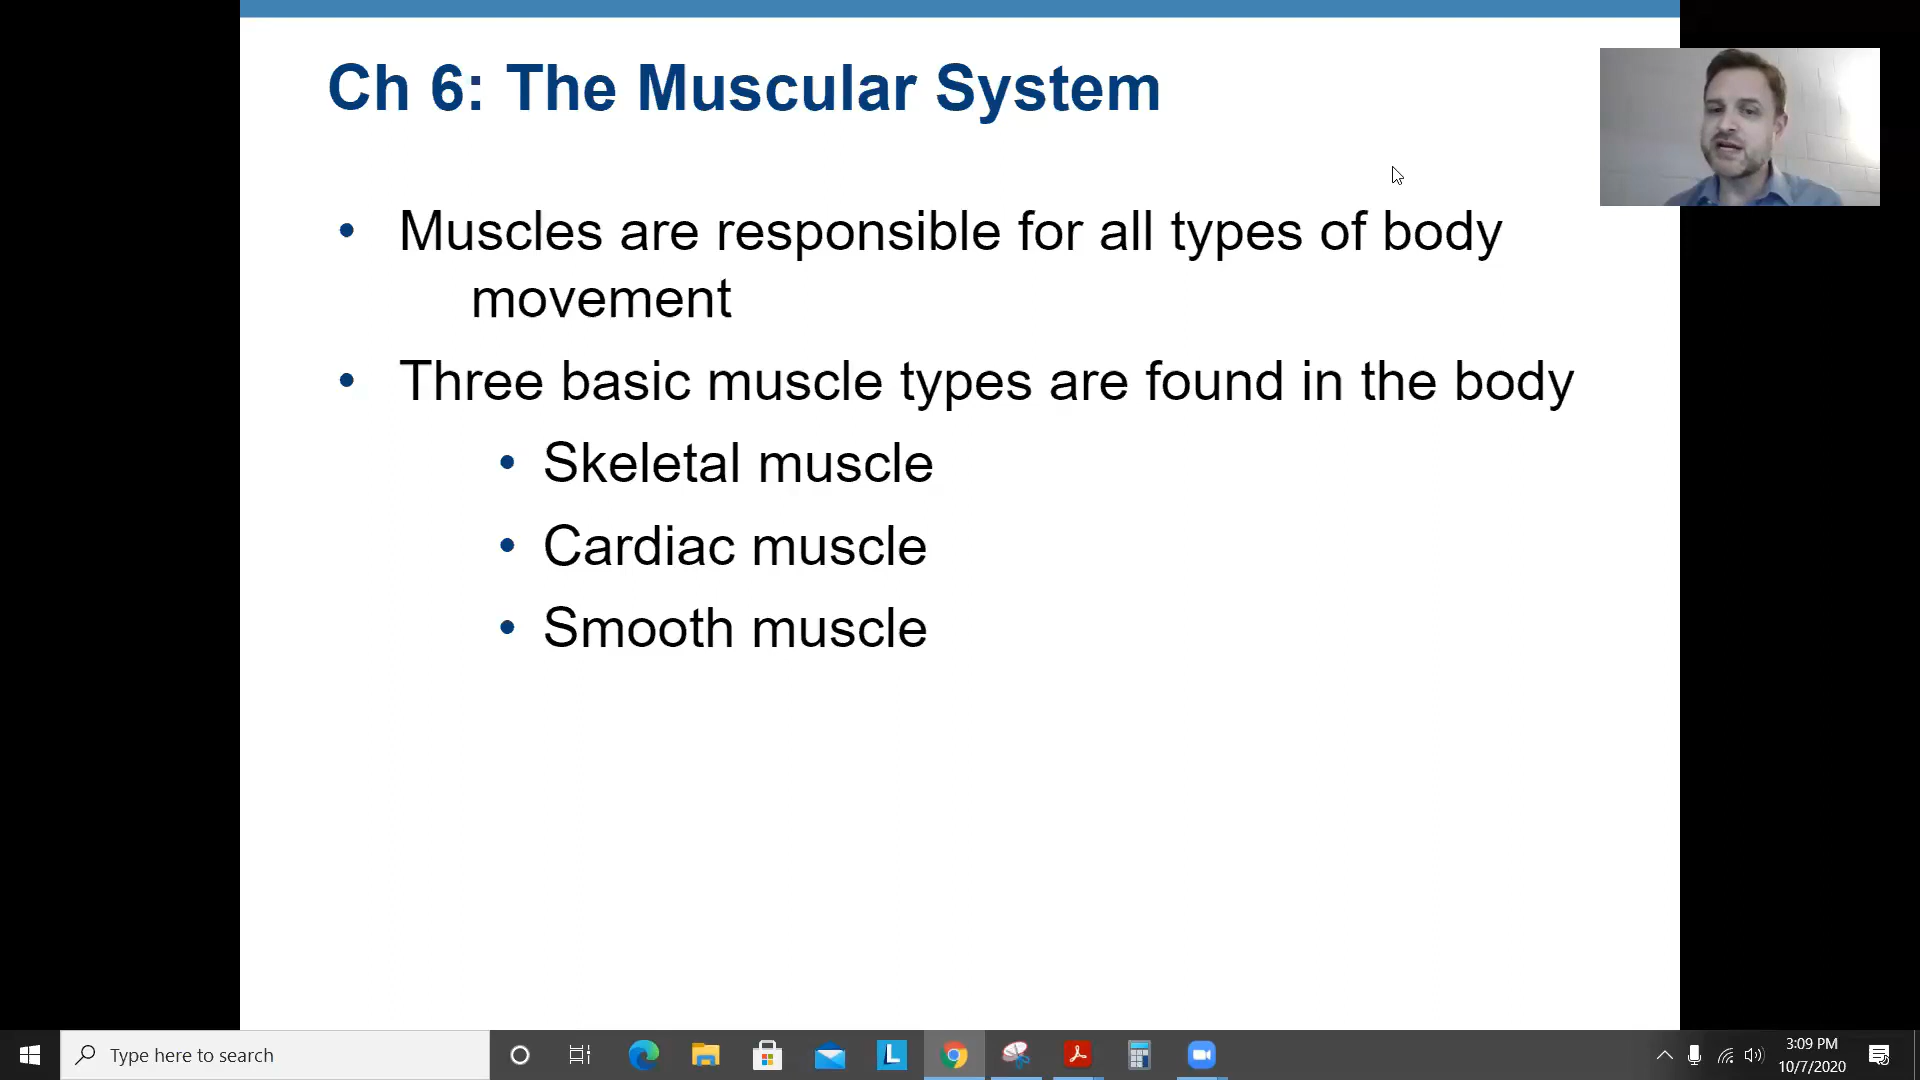 Ch 6: The Muscular System
• Muscles are responsible for all types of body
movement
• Three basic muscle types are found in the body
• Skeletal muscle
• Cardiac muscle
• Smooth muscle
Type here to search
L
3:09 PM
10/7/2020